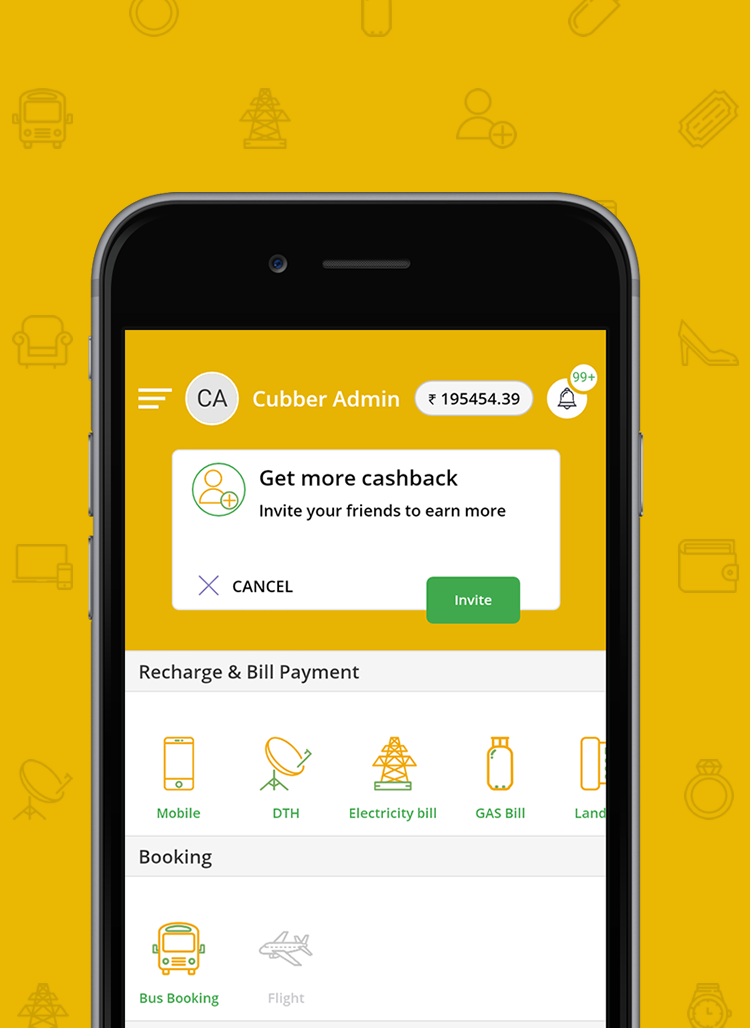 CA
Cubber Admin
₹ 195454.39
99+
Get more cashback
Invite your friends to earn more
CANCEL
Invite
Recharge & Bill Payment
Mobile
DTH
Electricity bill
GAS Bill
Land
Booking
Bus Booking
Flight